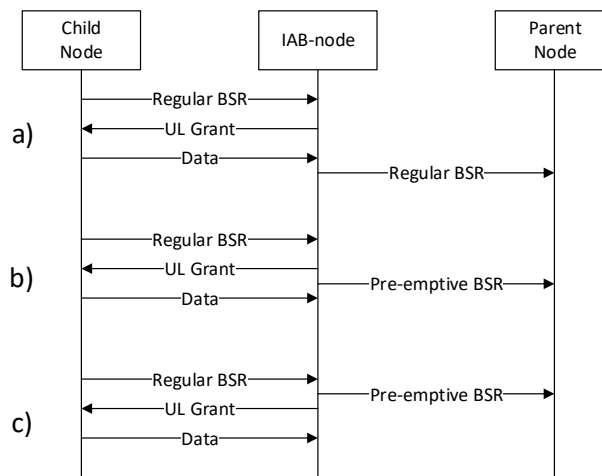 Child
Node
IAB-node
Parent
Node
a)
Regular BSR
UL Grant
Data
Regular BSR
b)
Regular BSR
UL Grant
Pre-emptive BSR
Data
c)
Regular BSR
Pre-emptive BSR
UL Grant
Data